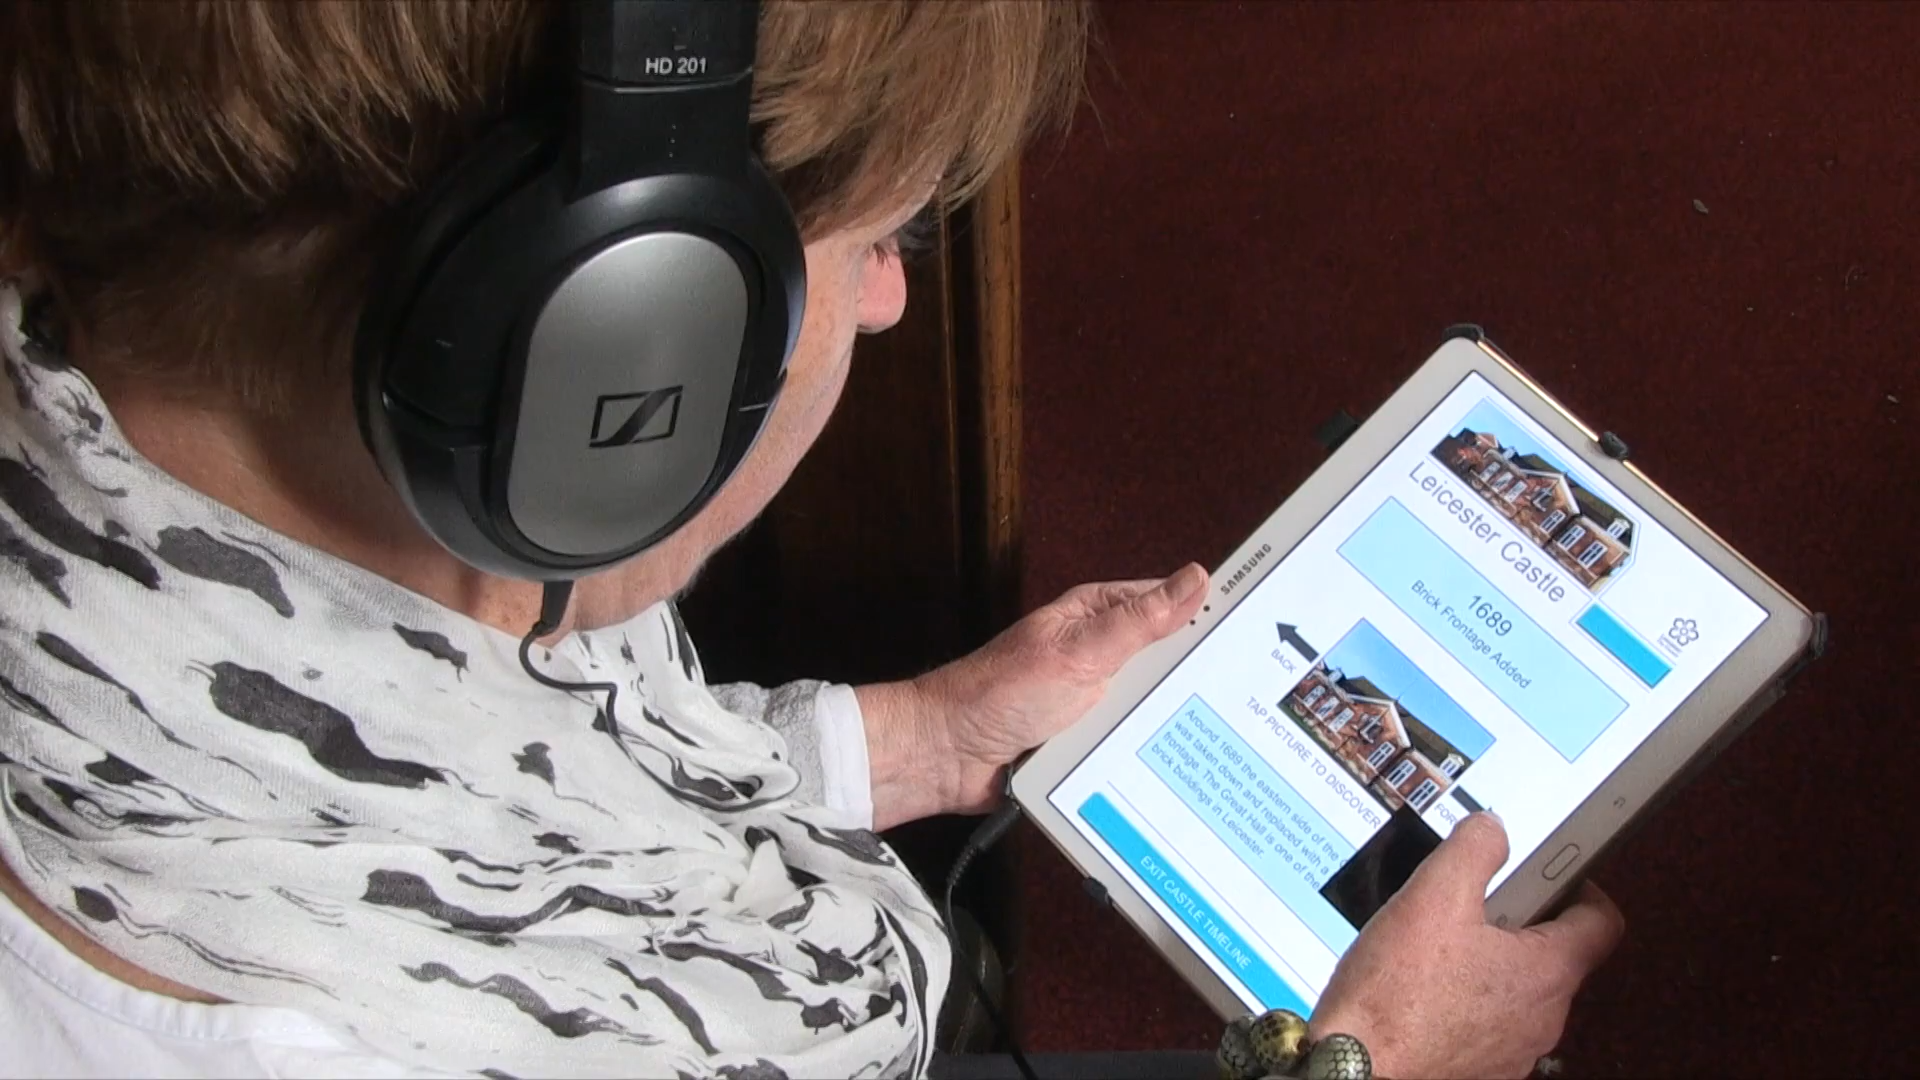 HD 201
SAMSUNG
Leicester Castle
1689
Brick Frontage Added
BACK
TAP PICTURE TO DISCOVER
FOR
Around 1689 the eastern side of the
was taken down and replaced with a
frontage. The Great Hall is one of the
brick buildings in Leicester.
EXIT CASTLE TIMELINE